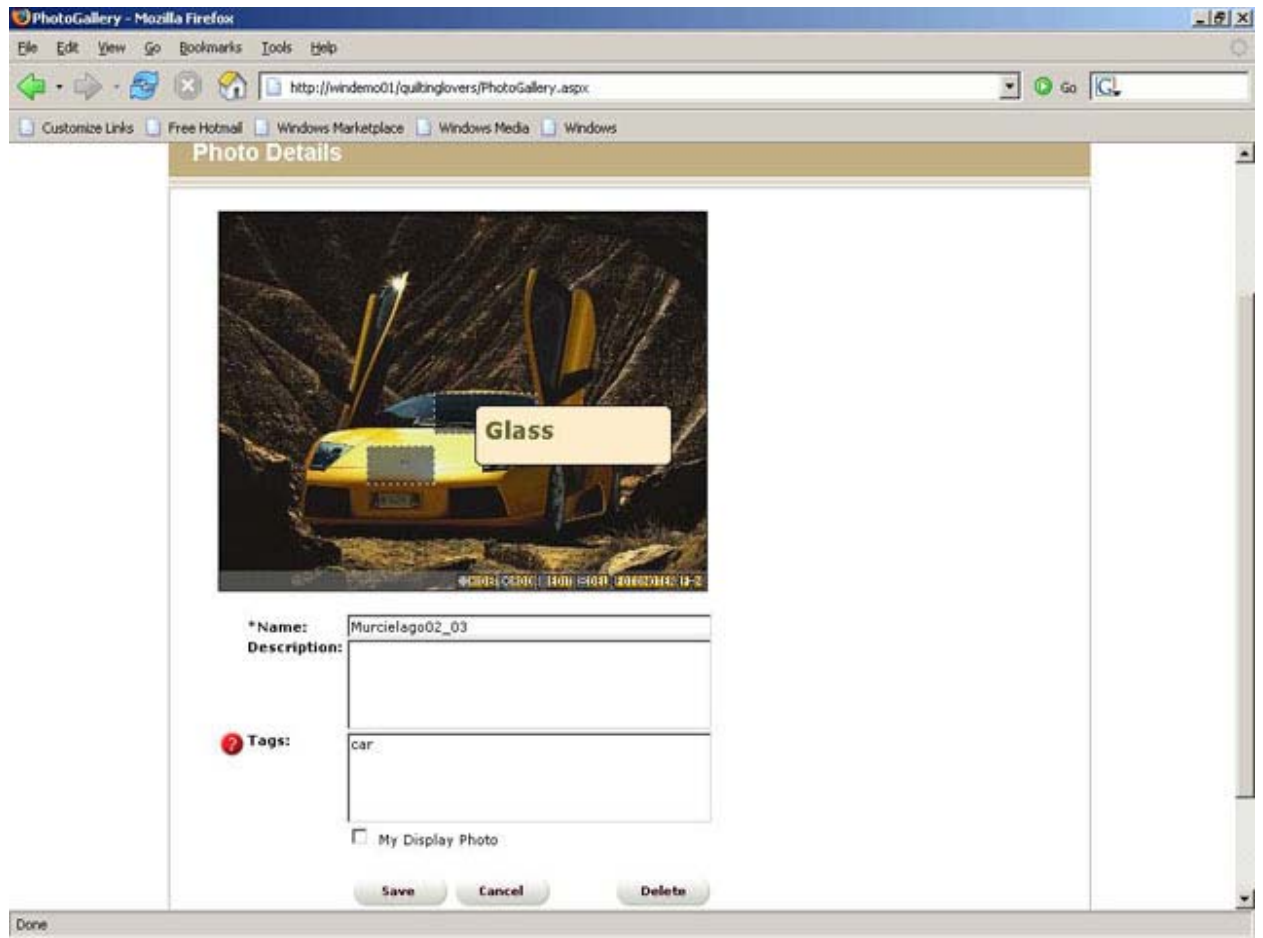 PhotoGallery - Mozilla Firefox
File Edit View Go Bookmarks Tools Help
http://windemo01/quiltinglovers/PhotoGallery.aspx Go G
Customize Links Free Hotmail Windows Marketplace Windows Media Windows
Photo Details
Glass
*Name: Murcielago02_03
Description:
? Tags: car
My Display Photo
Save Cancel Delete
Done